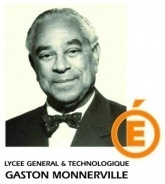 É
LYCEE GENERAL & TECHNOLOGIQUE
GASTON MONNERVILLE